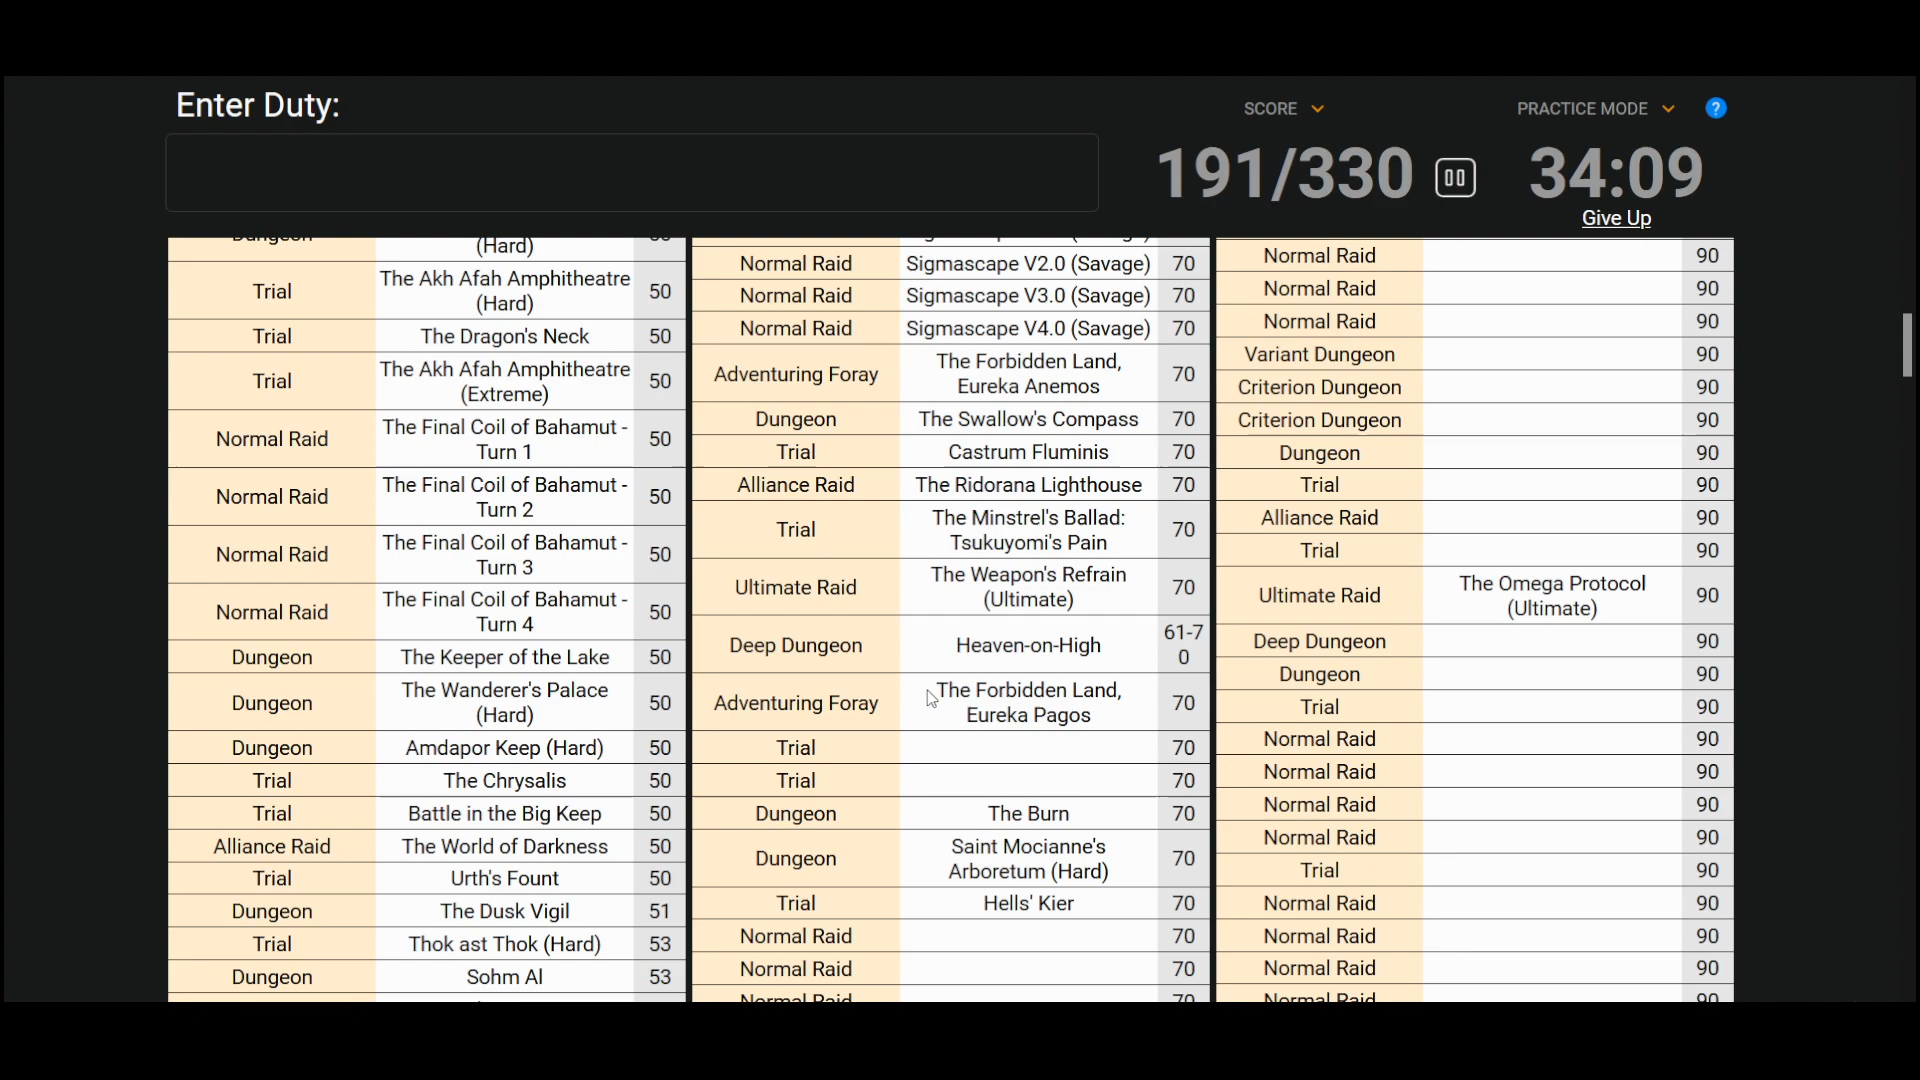 Enter Duty:
SCORE
PRACTICE MODE
?
191/330
34:09
Give Up
(Hard)
Trial The Akh Afah Amphitheatre (Hard) 50
Trial The Dragon's Neck 50
Trial The Akh Afah Amphitheatre (Extreme) 50
Normal Raid The Final Coil of Bahamut - Turn 1 50
Normal Raid The Final Coil of Bahamut - Turn 2 50
Normal Raid The Final Coil of Bahamut - Turn 3 50
Normal Raid The Final Coil of Bahamut - Turn 4 50
Dungeon The Keeper of the Lake 50
Dungeon The Wanderer's Palace (Hard) 50
Dungeon Amdapor Keep (Hard) 50
Trial The Chrysalis 50
Trial Battle in the Big Keep 50
Alliance Raid The World of Darkness 50
Trial Urth's Fount 50
Dungeon The Dusk Vigil 51
Trial Thok ast Thok (Hard) 53
Dungeon Sohm Al 53
Normal Raid Sigmascape V2.0 (Savage) 70
Normal Raid Sigmascape V3.0 (Savage) 70
Normal Raid Sigmascape V4.0 (Savage) 70
Adventuring Foray The Forbidden Land, Eureka Anemos 70
Dungeon The Swallow's Compass 70
Trial Castrum Fluminis 70
Alliance Raid The Ridorana Lighthouse 70
Trial The Minstrel's Ballad: Tsukuyomi's Pain 70
Ultimate Raid The Weapon's Refrain (Ultimate) 70
Deep Dungeon Heaven-on-High 61-70
Adventuring Foray The Forbidden Land, Eureka Pagos 70
Trial 70
Trial 70
Dungeon The Burn 70
Dungeon Saint Mocianne's Arboretum (Hard) 70
Trial Hells' Kier 70
Normal Raid 70
Normal Raid 70
Normal Raid 70
Normal Raid 90
Normal Raid 90
Normal Raid 90
Variant Dungeon 90
Criterion Dungeon 90
Criterion Dungeon 90
Dungeon 90
Trial 90
Alliance Raid 90
Trial 90
Ultimate Raid The Omega Protocol (Ultimate) 90
Deep Dungeon 90
Dungeon 90
Trial 90
Normal Raid 90
Normal Raid 90
Normal Raid 90
Normal Raid 90
Trial 90
Normal Raid 90
Normal Raid 90
Normal Raid 90
Normal Raid 90